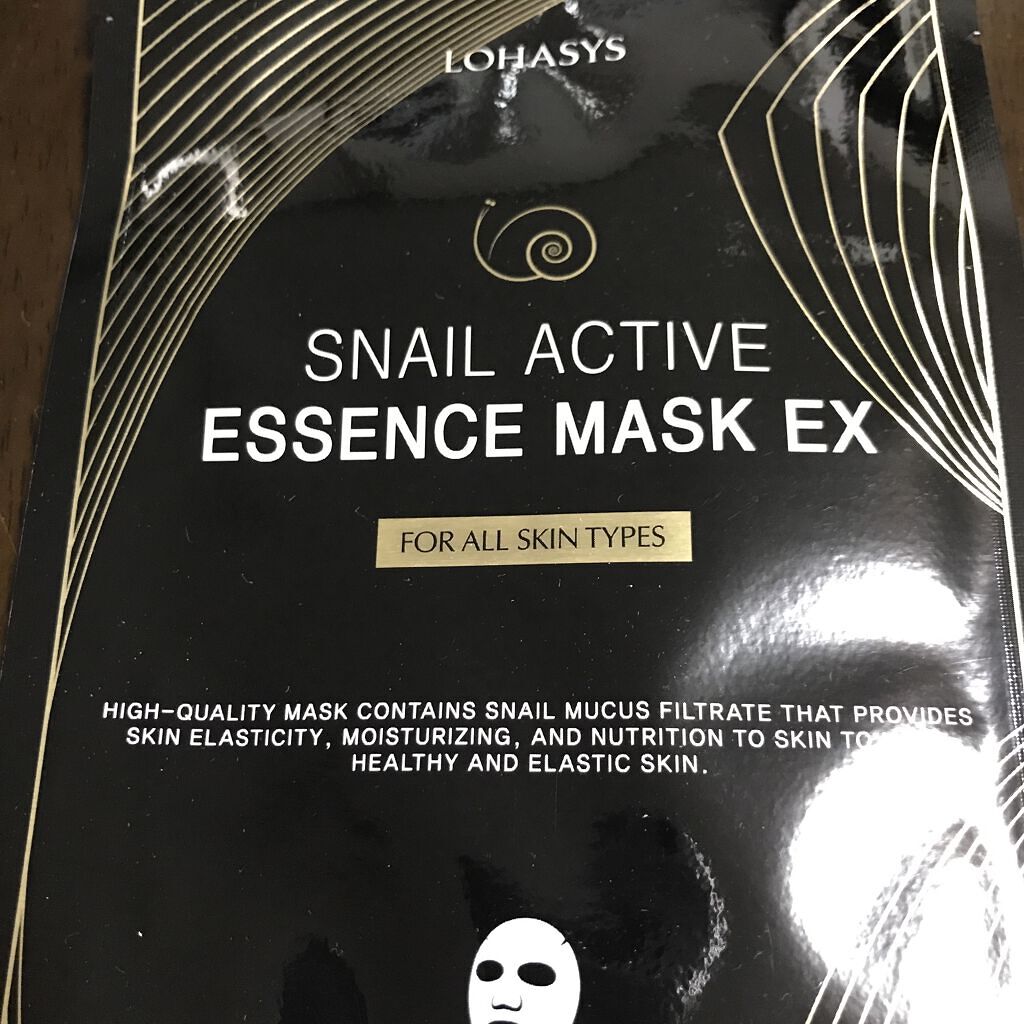 LOHASYS
SNAIL ACTIVE
ESSENCE MASK EX
FOR ALL SKIN TYPES
HIGH-QUALITY MASK CONTAINS SNAIL MUCUS FILTRATE THAT PROVIDES
SKIN ELASTICITY, MOISTURIZING, AND NUTRITION TO SKIN
HEALTHY AND ELASTIC SKIN.